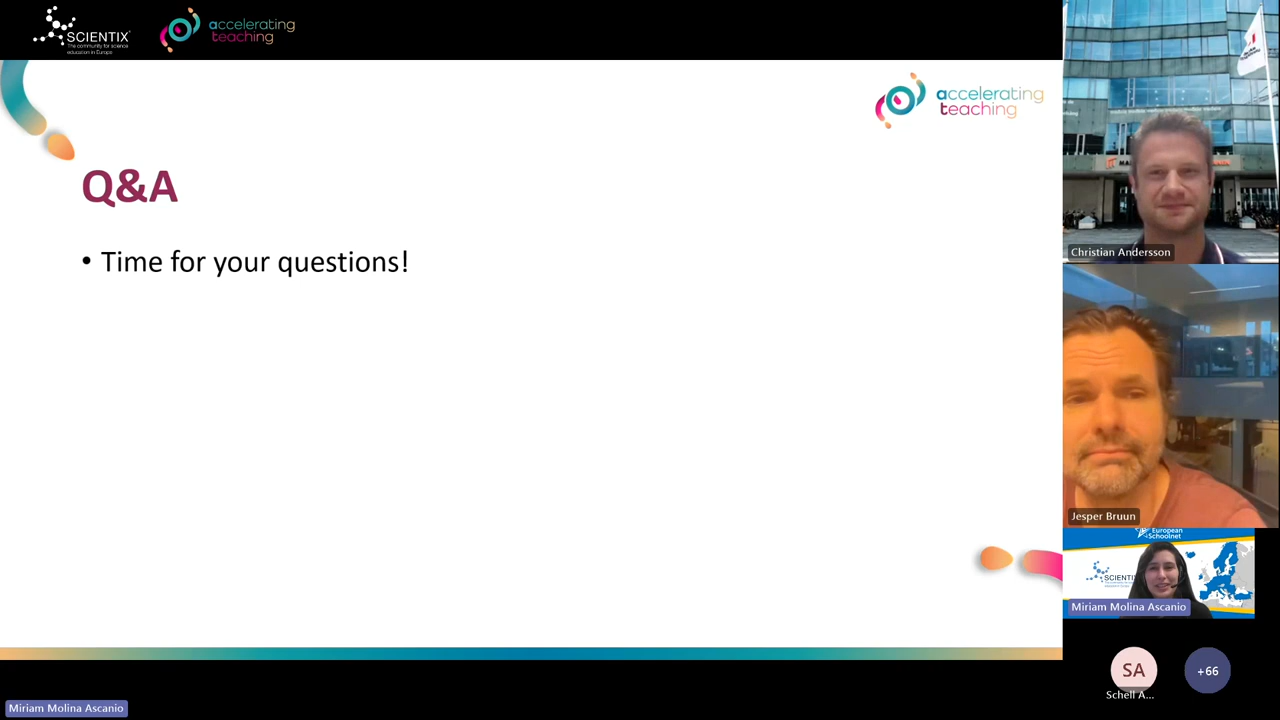 SCIENTIX
The community for science
education in Europe
accelerating
teaching
accelerating
teaching
Q&A
• Time for your questions!
Christian Andersson
Jesper Bruun
European
Schoolnet
SCIENTIX
Miriam Molina Ascanio
SA
+66
Schell A...
Miriam Molina Ascanio